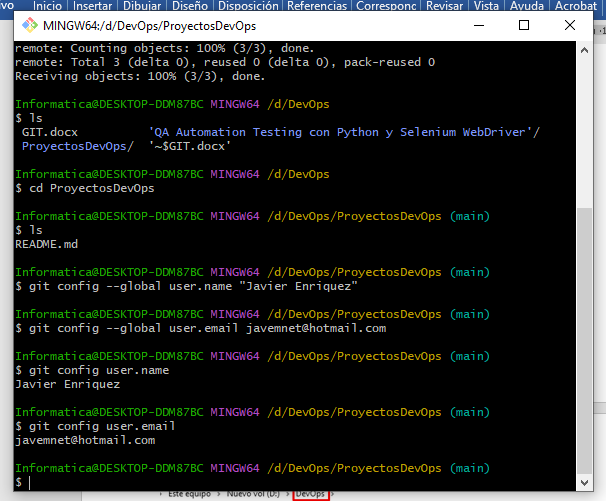 vo Inicio Insertar Dibujar Diseño Disposición Referencias Corresponc Revisar Vista Ayuda Acrobat
MINGW64:/d/DevOps/ProyectosDevOps
remote: Counting objects: 100% (3/3), done.
remote: Total 3 (delta 0), reused 0 (delta 0), pack-reused 0
Receiving objects: 100% (3/3), done.
Informatica@DESKTOP-DDM87BC MINGW64 /d/DevOps
$ ls
GIT.docx 'QA Automation Testing con Python y Selenium WebDriver'/
ProyectosDevOps/ '~$GIT.docx'
Informatica@DESKTOP-DDM87BC MINGW64 /d/DevOps
$ cd ProyectosDevOps
Informatica@DESKTOP-DDM87BC MINGW64 /d/DevOps/ProyectosDevOps (main)
$ ls
README.md
Informatica@DESKTOP-DDM87BC MINGW64 /d/DevOps/ProyectosDevOps (main)
$ git config --global user.name "Javier Enriquez"
Informatica@DESKTOP-DDM87BC MINGW64 /d/DevOps/ProyectosDevOps (main)
$ git config --global user.email javemnet@hotmail.com
Informatica@DESKTOP-DDM87BC MINGW64 /d/DevOps/ProyectosDevOps (main)
$ git config user.name
Javier Enriquez
Informatica@DESKTOP-DDM87BC MINGW64 /d/DevOps/ProyectosDevOps (main)
$ git config user.email
javemnet@hotmail.com
Informatica@DESKTOP-DDM87BC MINGW64 /d/DevOps/ProyectosDevOps (main)
$
› Este equipo › Nuevo vol (D:) › DevOps ›